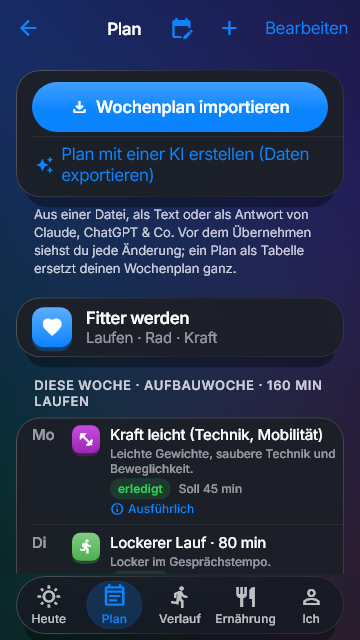 Plan
Bearbeiten
Wochenplan importieren
Plan mit einer KI erstellen (Daten
exportieren)
Aus einer Datei, als Text oder als Antwort von
Claude, ChatGPT & Co. Vor dem Übernehmen
siehst du jede Änderung; ein Plan als Tabelle
ersetzt deinen Wochenplan ganz.
Fitter werden
Laufen · Rad · Kraft
DIESE WOCHE · AUFBAUWOCHE · 160 MIN
LAUFEN
Mo
Kraft leicht (Technik, Mobilität)
Leichte Gewichte, saubere Technik und
Beweglichkeit.
erledigt Soll 45 min
Ausführlich
Di
Lockerer Lauf · 80 min
Locker im Gesprächstempo.
Heute
Plan
Verlauf
Ernährung
Ich